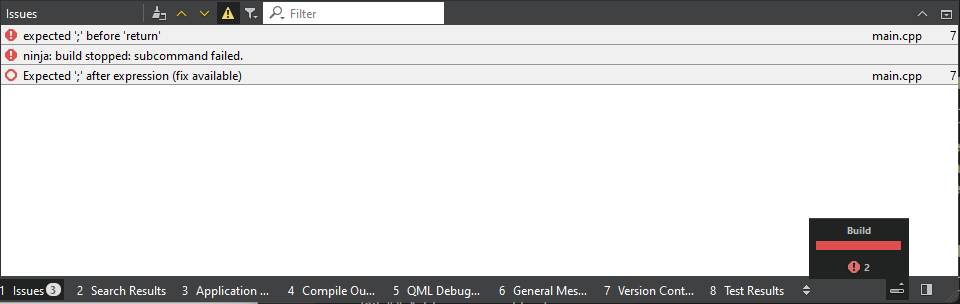 Issues Filter
expected ';' before 'return' main.cpp 7
ninja: build stopped: subcommand failed.
Expected ';' after expression (fix available) main.cpp 7
Build
2
1 Issues 3 2 Search Results 3 Application ... 4 Compile Ou... 5 QML Debug... 6 General Mes... 7 Version Cont... 8 Test Results